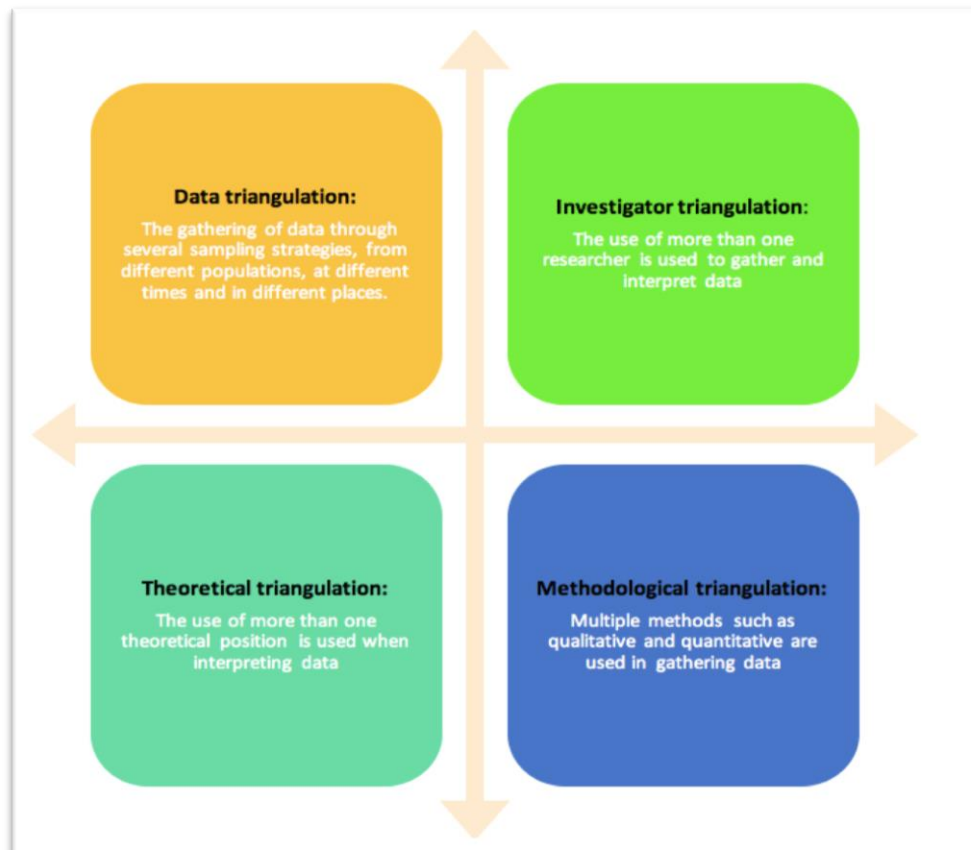 Data triangulation:
The gathering of data through
several sampling strategies, from
different populations, at different
times and in different places.
Investigator triangulation:
The use of more than one
researcher is used to gather and
interpret data
Theoretical triangulation:
The use of more than one
theoretical position is used when
interpreting data
Methodological triangulation:
Multiple methods such as
qualitative and quantitative are
used in gathering data